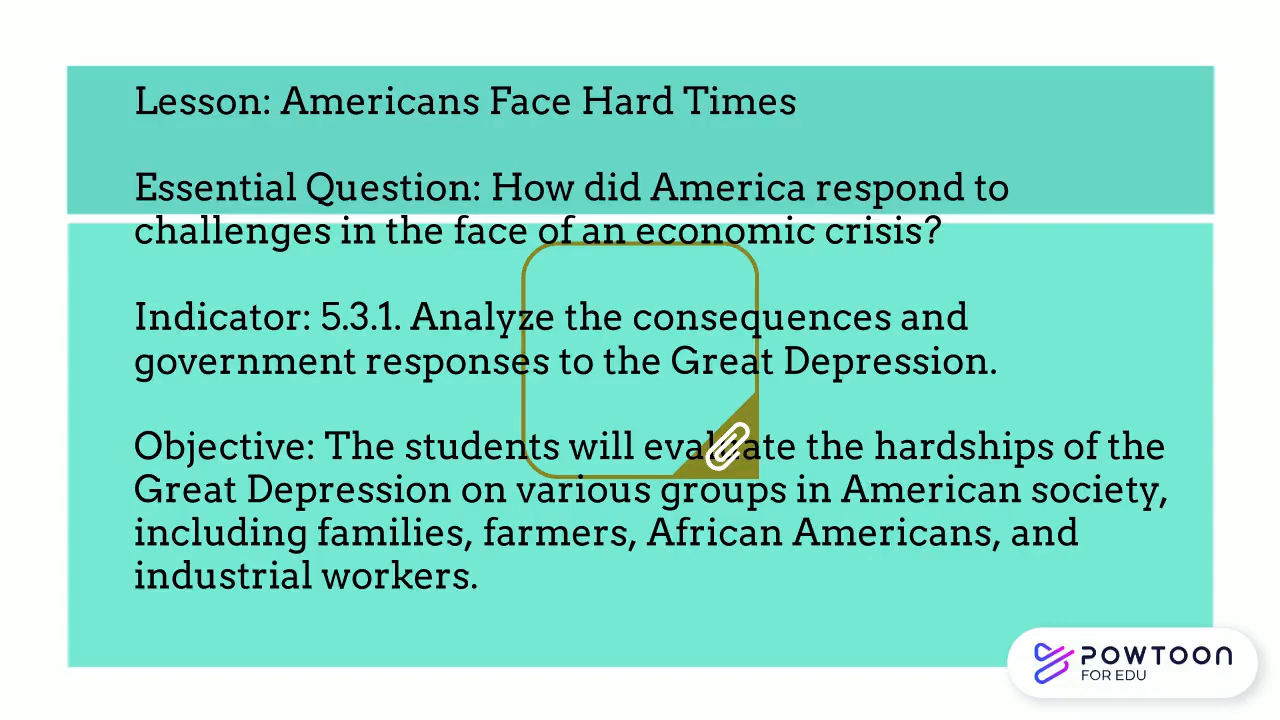 Lesson: Americans Face Hard Times
Essential Question: How did America respond to
challenges in the face of an economic crisis?
Indicator: 5.3.1. Analyze the consequences and
government responses to the Great Depression.
Objective: The students will evaluate the hardships of the
Great Depression on various groups in American society,
including families, farmers, African Americans, and
industrial workers.
POWTOON
FOR EDU